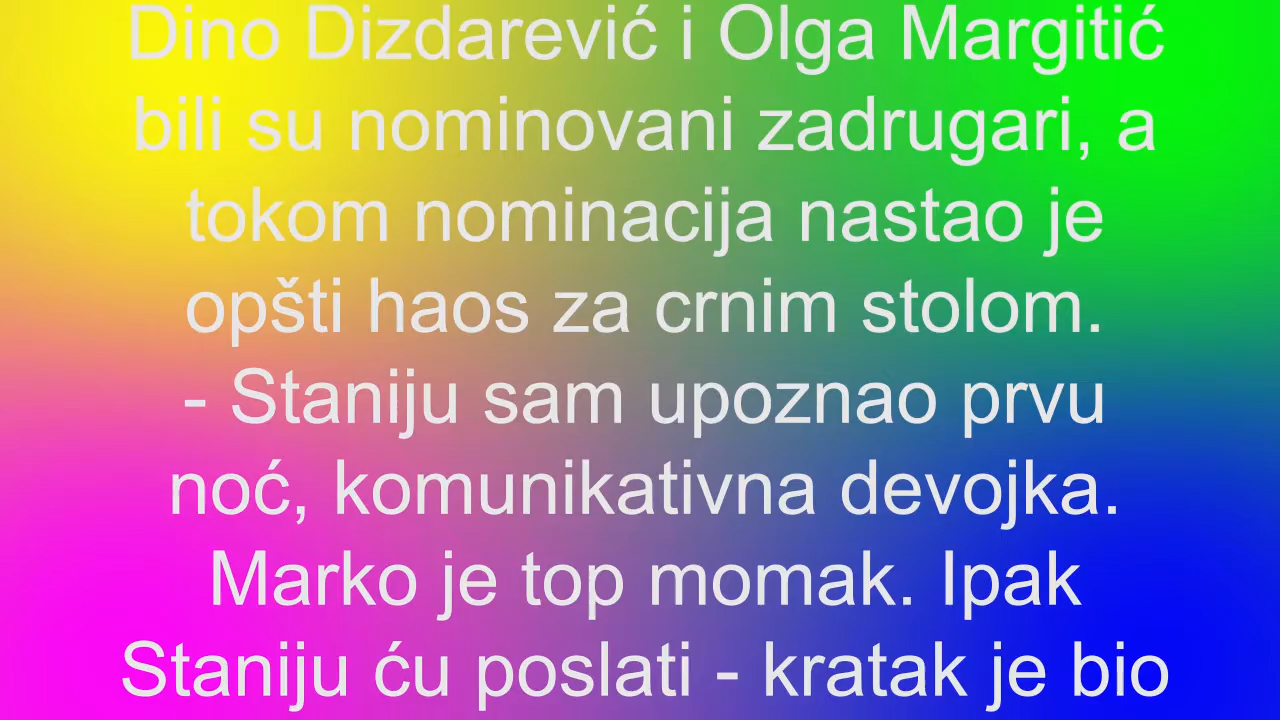 Dino Dizdarević i Olga Margitić
bili su nominovani zadrugari, a
tokom nominacija nastao je
opšti haos za crnim stolom.
- Staniju sam upoznao prvu
noć, komunikativna devojka.
Marko je top momak. Ipak
Staniju ću poslati - kratak je bio